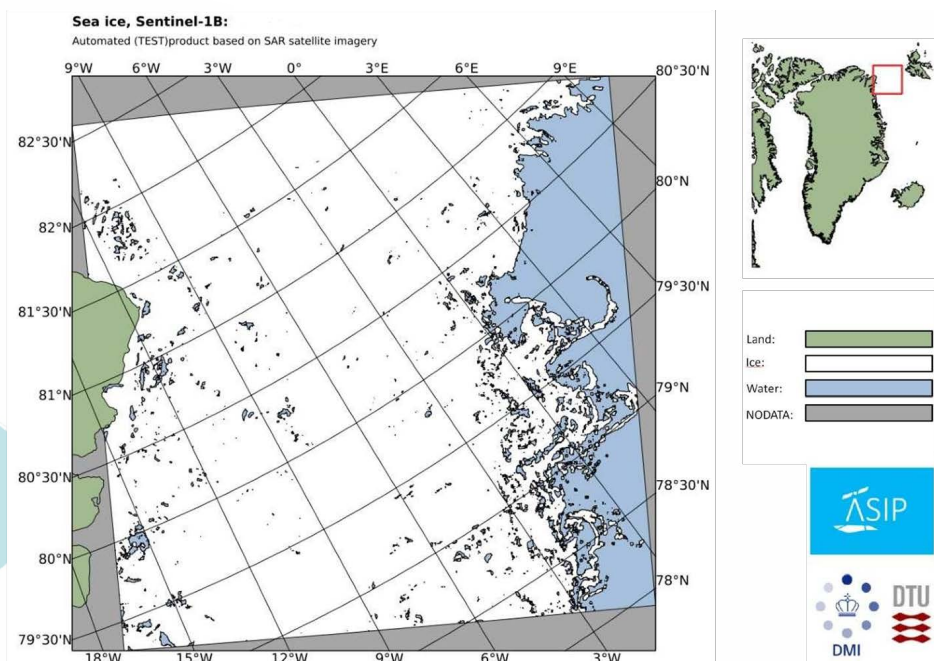 Sea ice, Sentinel-1B:
Automated (TEST)product based on SAR satellite imagery
9°W 6°W 3°W 0° 3°E 6°E 9°E 80°30'N
82°30'N
80°N
82°N
79°30'N
81°30'N
79°N
81°N
80°30'N
78°30'N
80°N
78°N
79°30'N
18°W 15°W 12°W 9°W 6°W 3°W
Land:
Ice:
Water:
NODATA:
ASIP
DMI
DTU